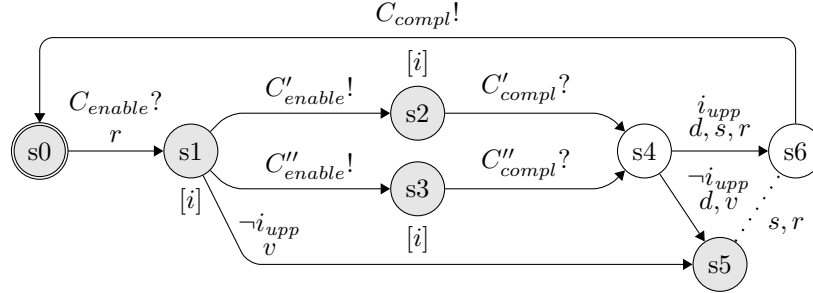 C_compl!
[i]
C_enable?
r
C'_enable!
C'_compl?
i_upp
d, s, r
s0
s1
s2
s3
s4
s6
C''_enable!
C''_compl?
[i]
¬i_upp
v
[i]
¬i_upp
d, v
s, r
s5